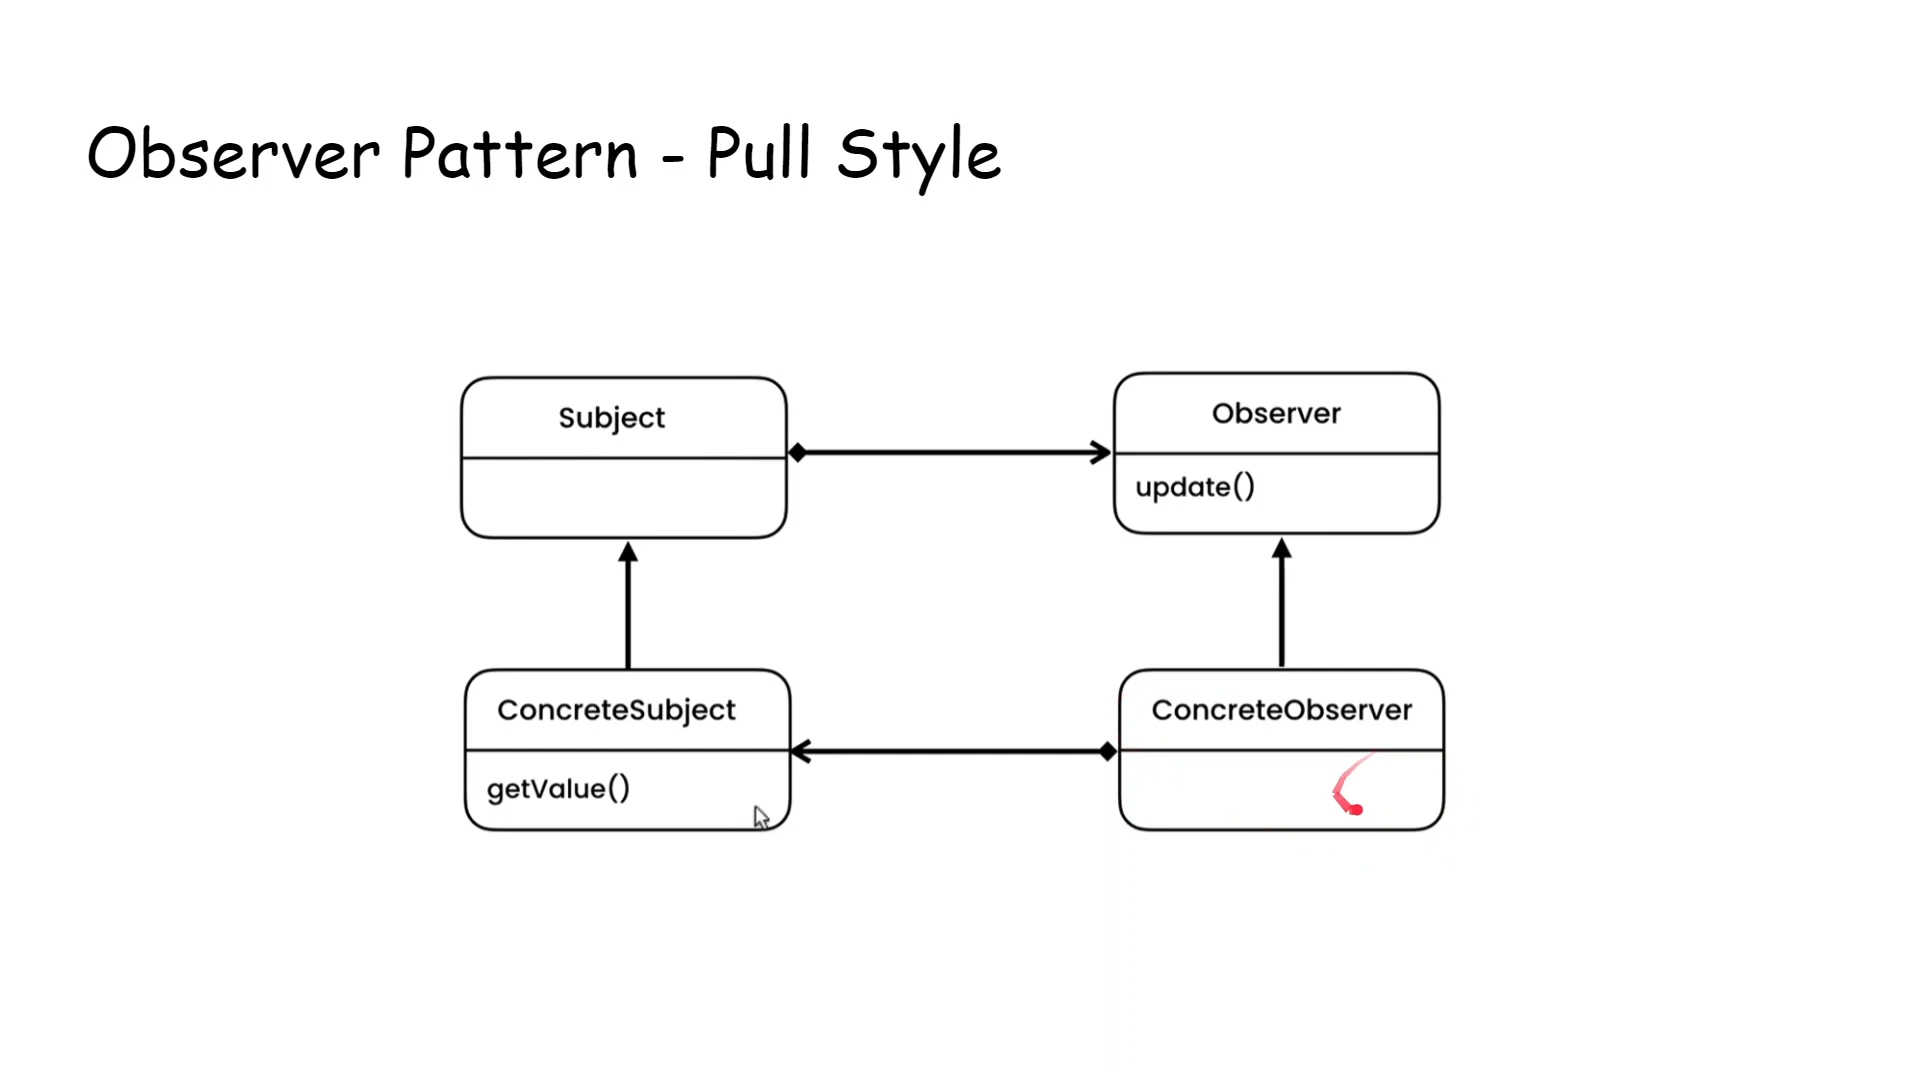 Observer Pattern - Pull Style
Subject
Observer
update()
ConcreteSubject
ConcreteObserver
getValue()